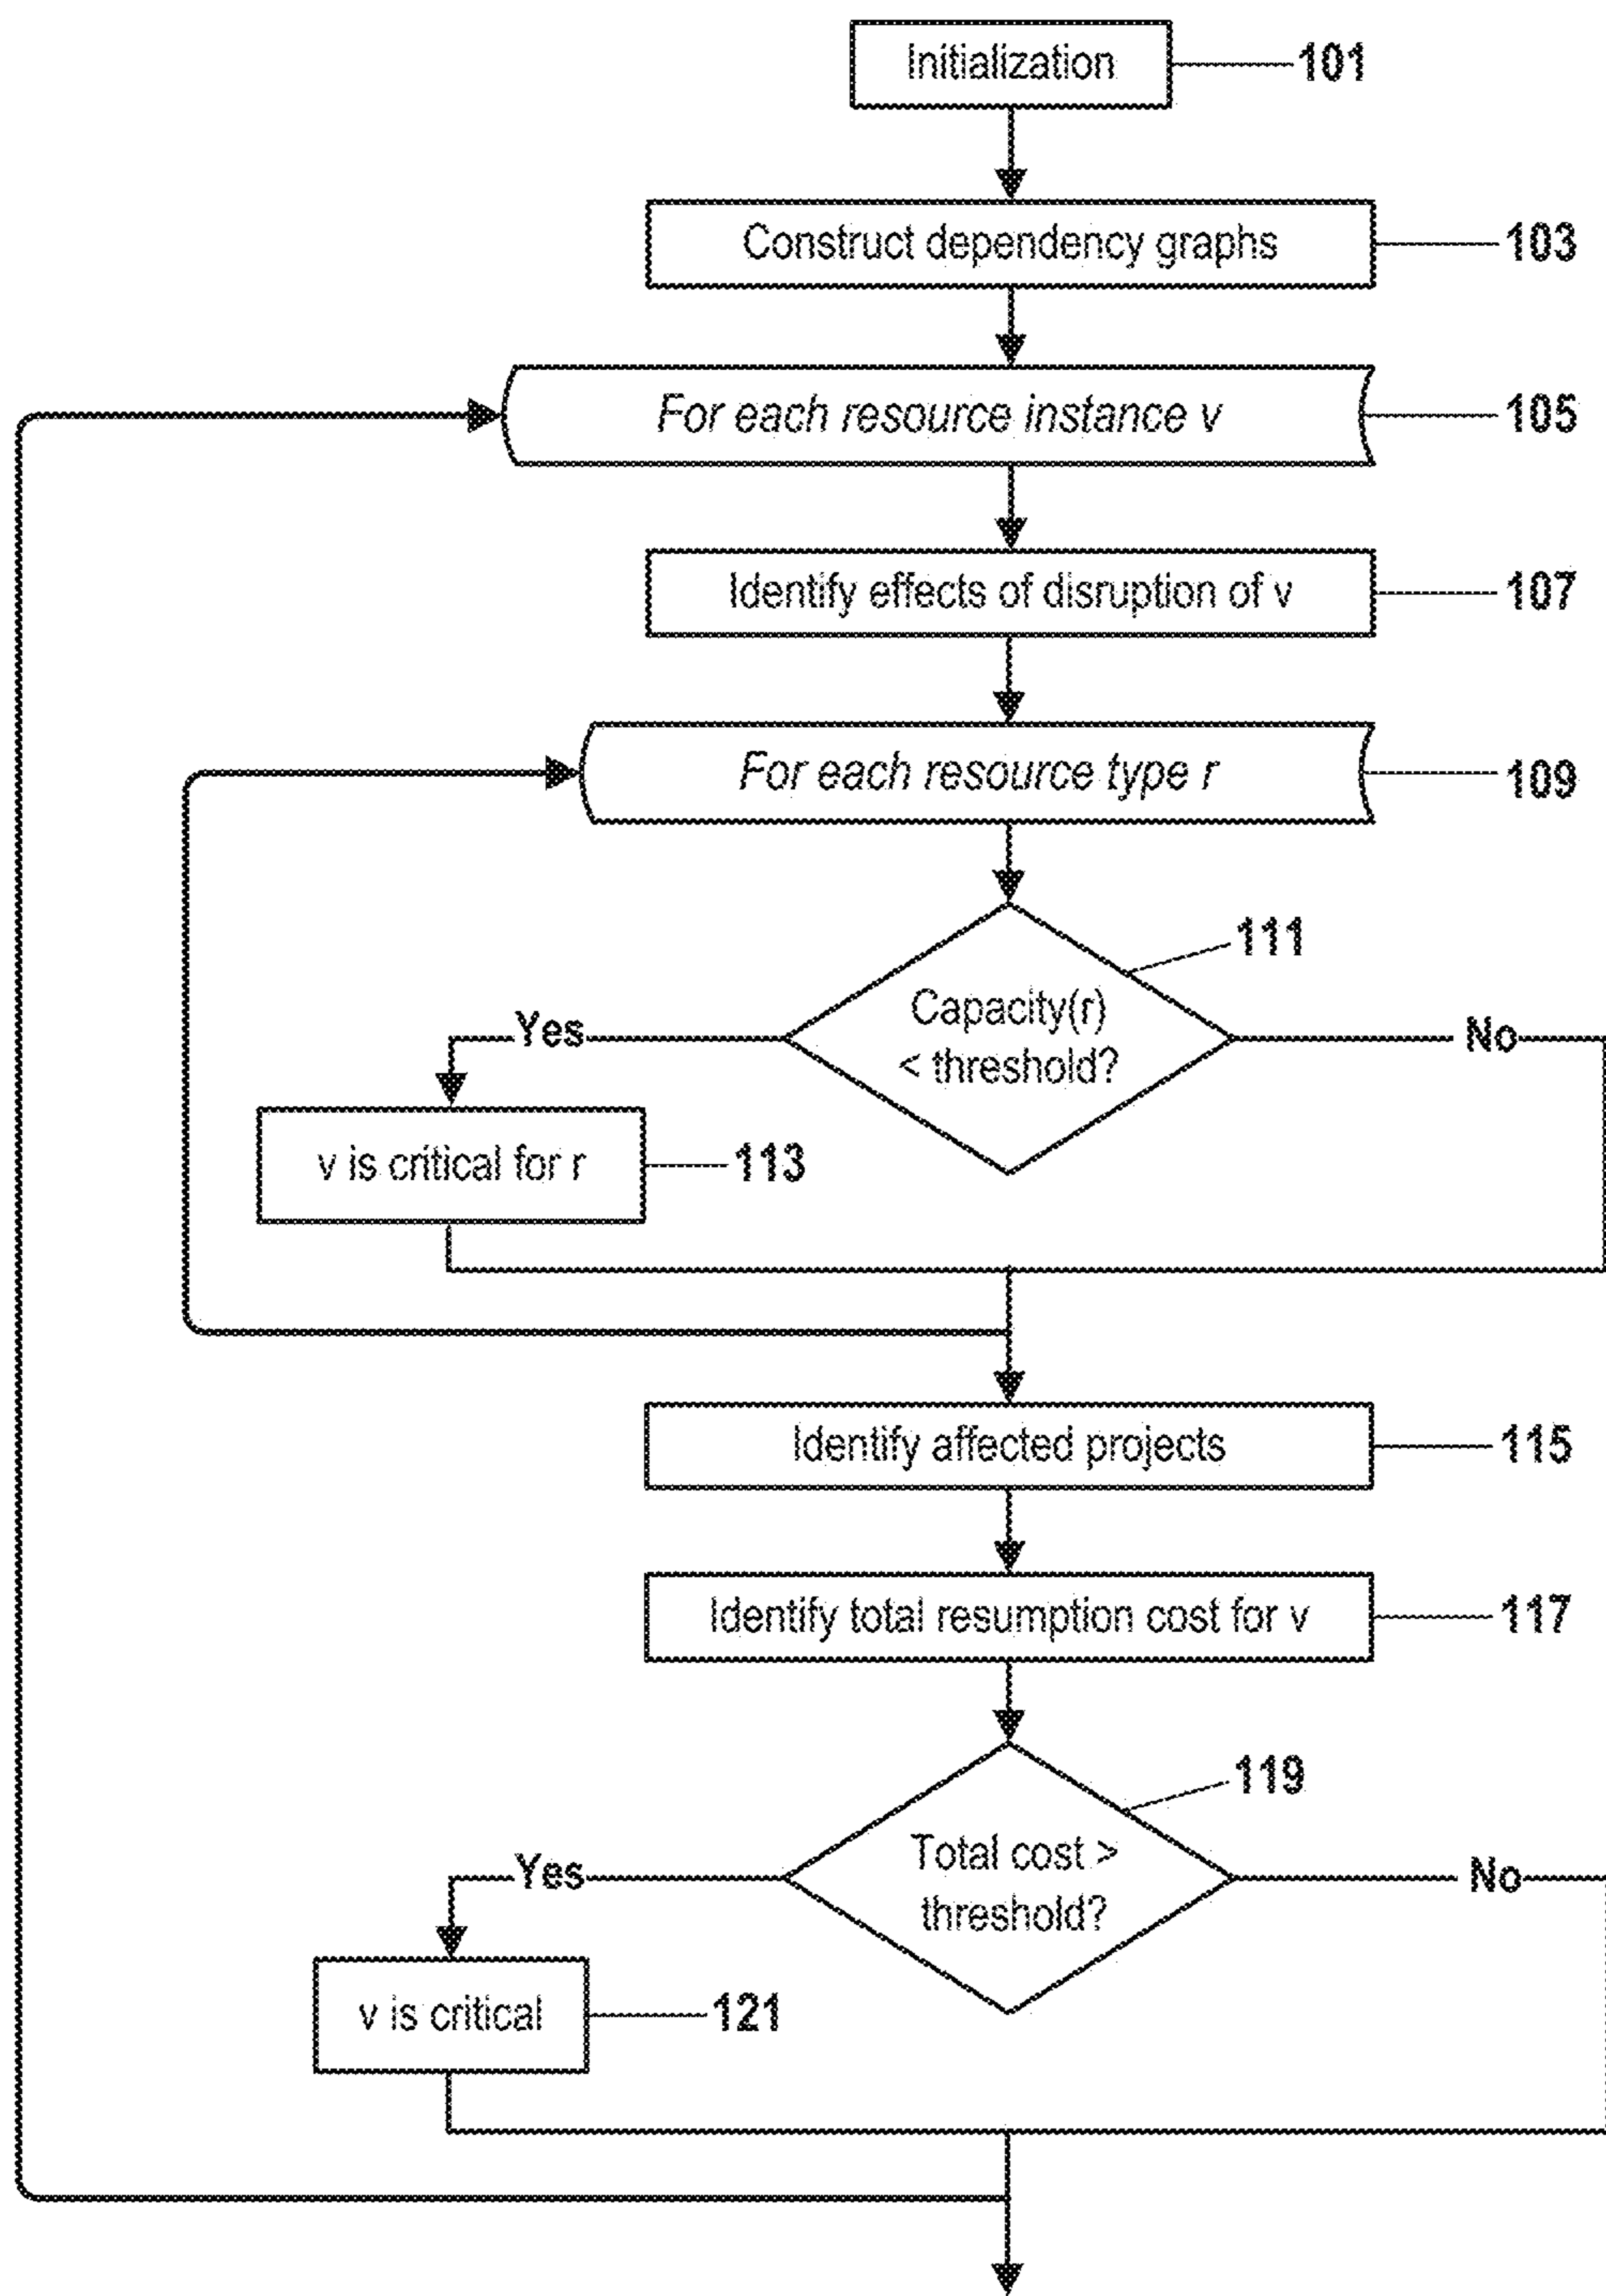 Initialization
101
Construct dependency graphs
103
For each resource instance v
105
Identify effects of disruption of v
107
For each resource type r
109
111
Capacity(r)
< threshold?
Yes
No
v is critical for r
113
Identify affected projects
115
Identify total resumption cost for v
117
119
Total cost >
threshold?
Yes
No
v is critical
121